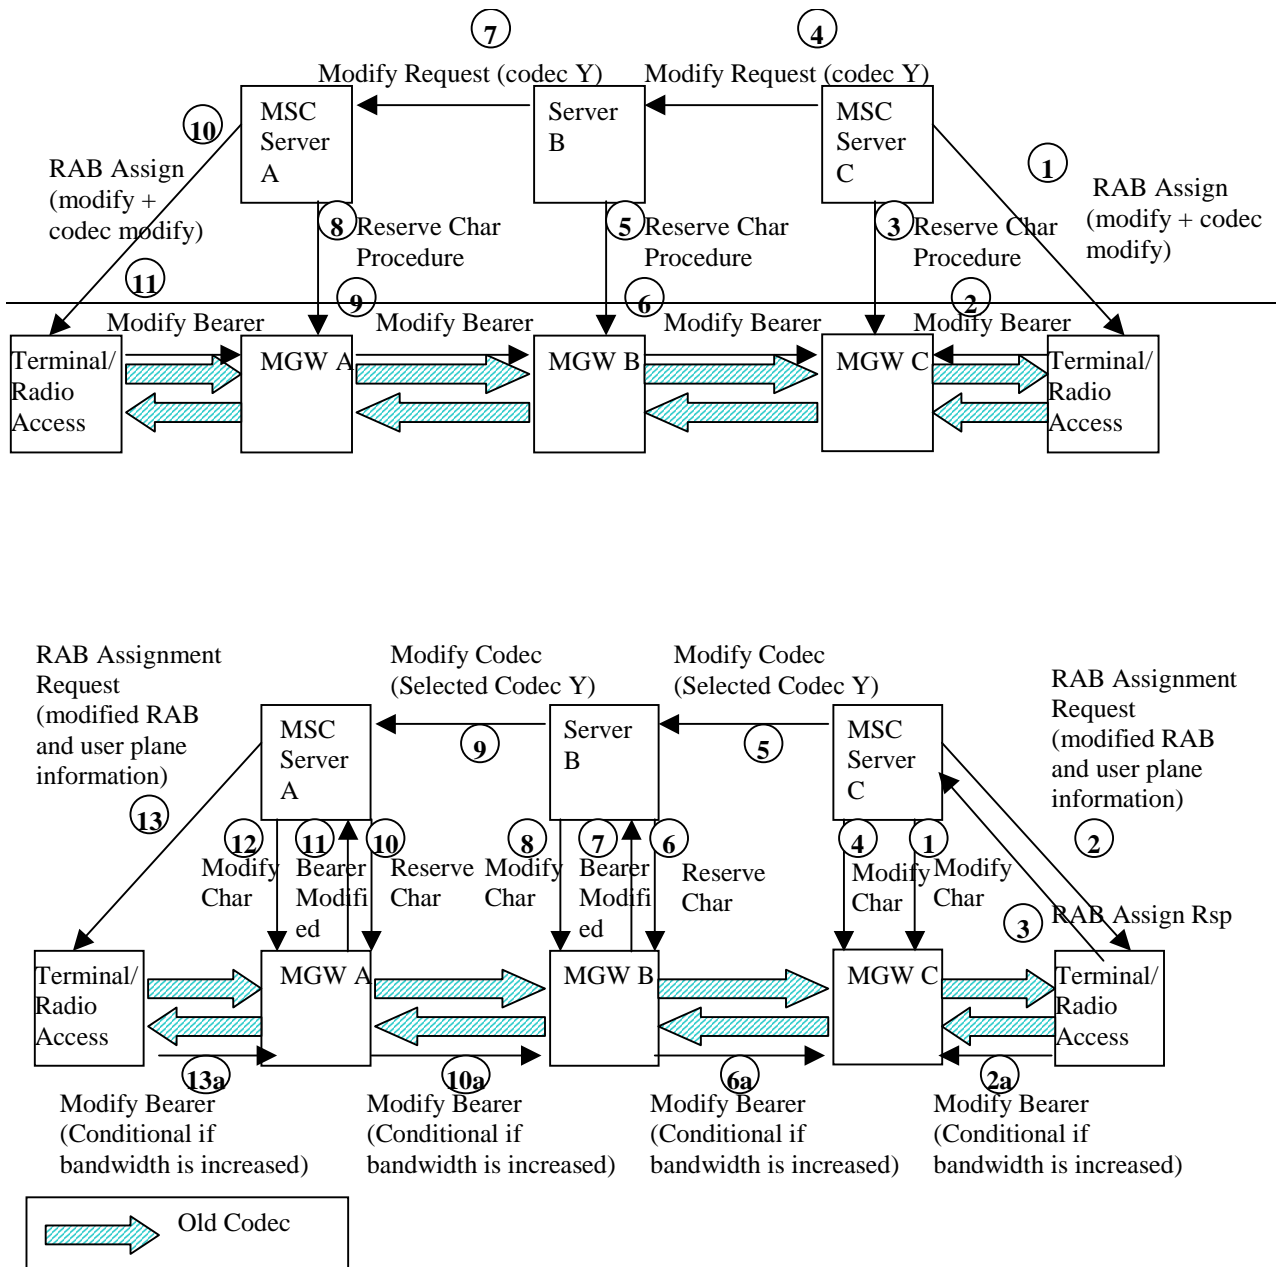 7
4
Modify Request (codec Y)
Modify Request (codec Y)
MSC
Server
A
Server
B
MSC
Server
C
10
1
RAB Assign
(modify +
codec modify)
RAB Assign
(modify + codec
modify)
8
Reserve Char
Procedure
5
Reserve Char
Procedure
3
Reserve Char
Procedure
11
9
6
2
Modify Bearer
Modify Bearer
Modify Bearer
Modify Bearer
Terminal/
Radio
Access
MGW A
MGW B
MGW C
Terminal/
Radio
Access
RAB Assignment
Request
(modified RAB
and user plane
information)
Modify Codec
(Selected Codec Y)
Modify Codec
(Selected Codec Y)
RAB Assignment
Request
(modified RAB
and user plane
information)
MSC
Server
A
9
Server
B
5
MSC
Server
C
13
12
11
10
8
7
6
4
1
2
Modify
Char
Bearer
Modifi
ed
Reserve
Char
Modify
Char
Bearer
Modifi
ed
Reserve
Char
Modify
Char
Modify
Char
3
RAB Assign Rsp
Terminal/
Radio
Access
MGW A
MGW B
MGW C
Terminal/
Radio
Access
13a
10a
6a
2a
Modify Bearer
(Conditional if
bandwidth is increased)
Modify Bearer
(Conditional if
bandwidth is increased)
Modify Bearer
(Conditional if
bandwidth is increased)
Modify Bearer
(Conditional if
bandwidth is increased)
Old Codec